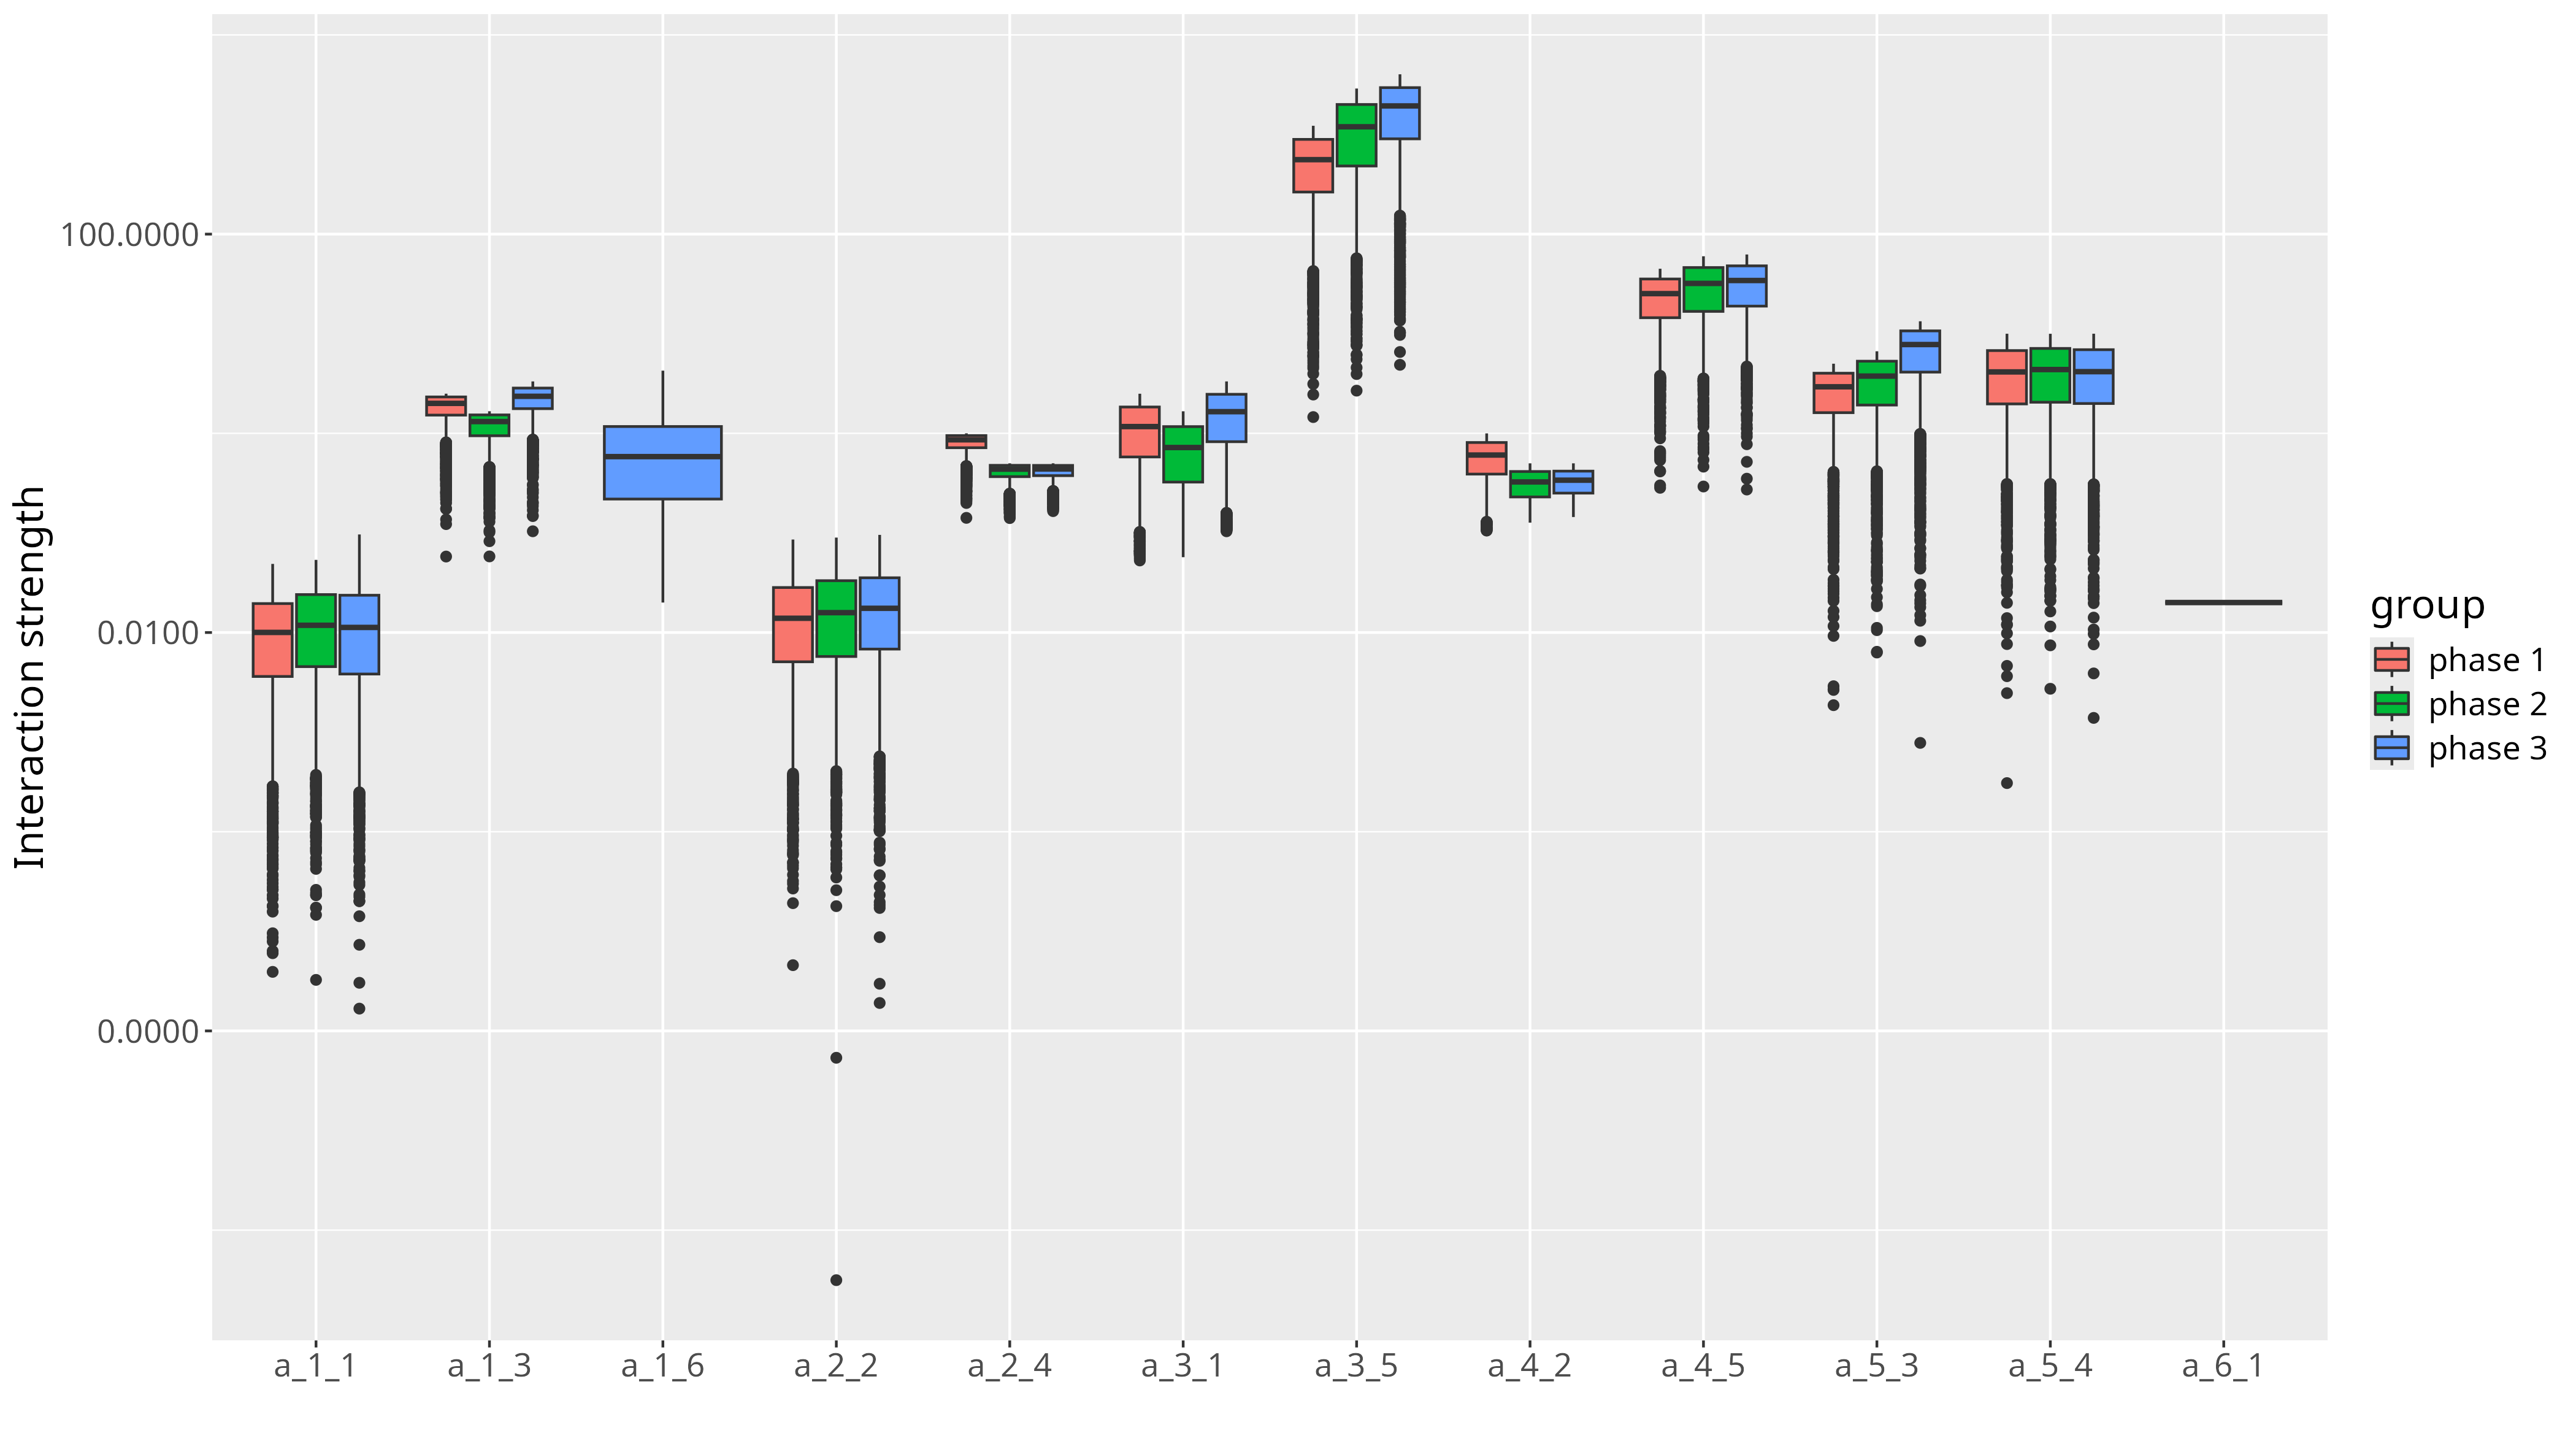 Interaction strength
100.0000
0.0100
0.0000
a_1_1
a_1_3
a_1_6
a_2_2
a_2_4
a_3_1
a_3_5
a_4_2
a_4_5
a_5_3
a_5_4
a_6_1
group
phase 1
phase 2
phase 3